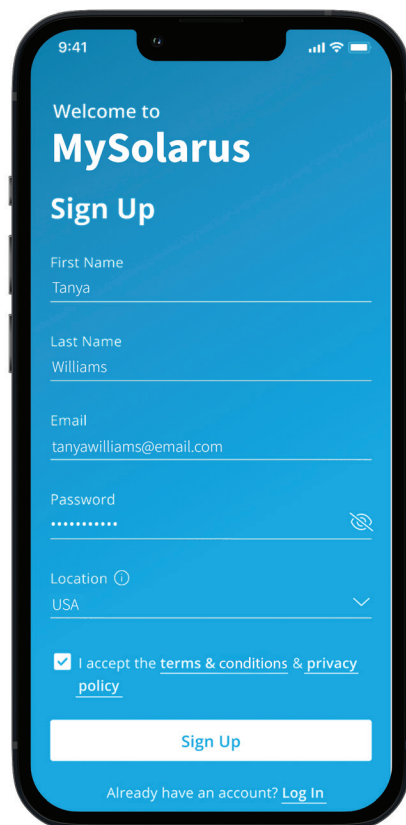 9:41
Welcome to
MySolarus
Sign Up
First Name
Tanya
Last Name
Williams
Email
tanyawilliams@email.com
Password
•••••••••••
Location
USA
I accept the terms & conditions & privacy
policy
Sign Up
Already have an account? Log In